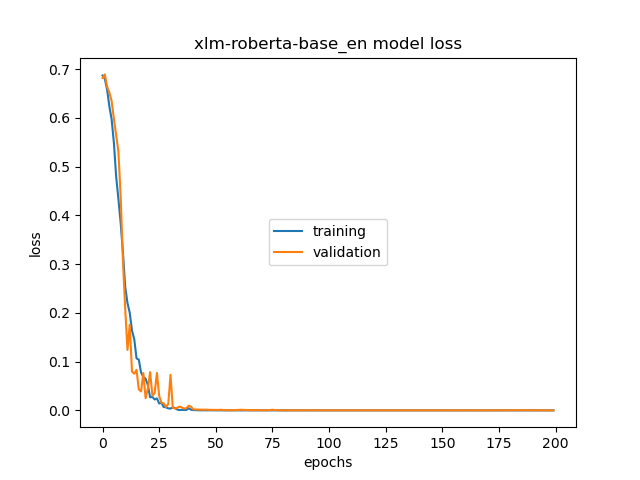 xlm-roberta-base_en model loss
0.7
0.6
0.5
0.4
0.3
0.2
0.1
0.0
loss
training
validation
0 25 50 75 100 125 150 175 200
epochs